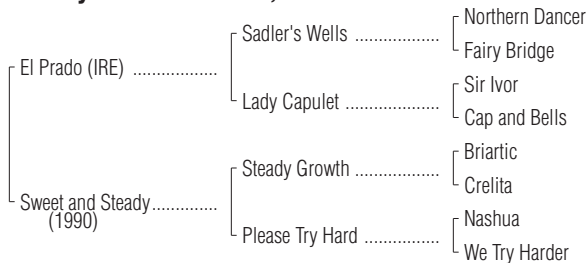 Northern Dancer
Sadler's Wells ....................
Fairy Bridge
El Prado (IRE) ....................
Sir Ivor
Lady Capulet ......................
Cap and Bells
Briartic
Steady Growth .....................
Crelita
Sweet and Steady...............
(1990)
Nashua
Please Try Hard ..................
We Try Harder